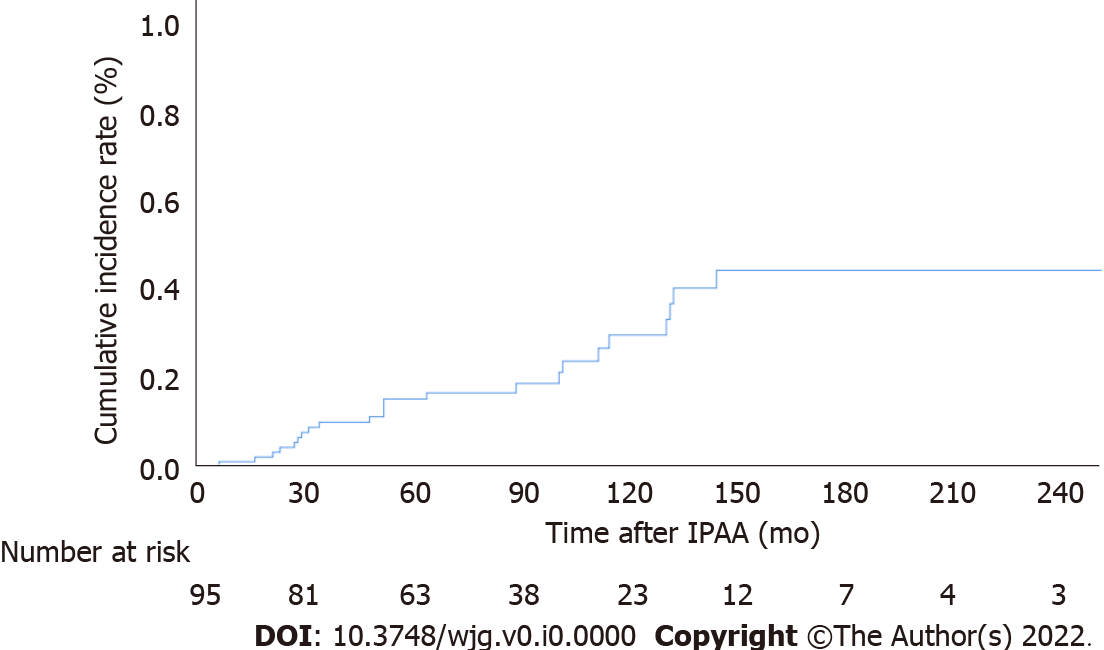 1.0
0.8
0.6
0.4
0.2
0.0
Cumulative incidence rate (%)
0 30 60 90 120 150 180 210 240
Time after IPAA (mo)
Number at risk
95 81 63 38 23 12 7 4 3
DOI: 10.3748/wjg.v0.i0.0000 Copyright ©The Author(s) 2022.